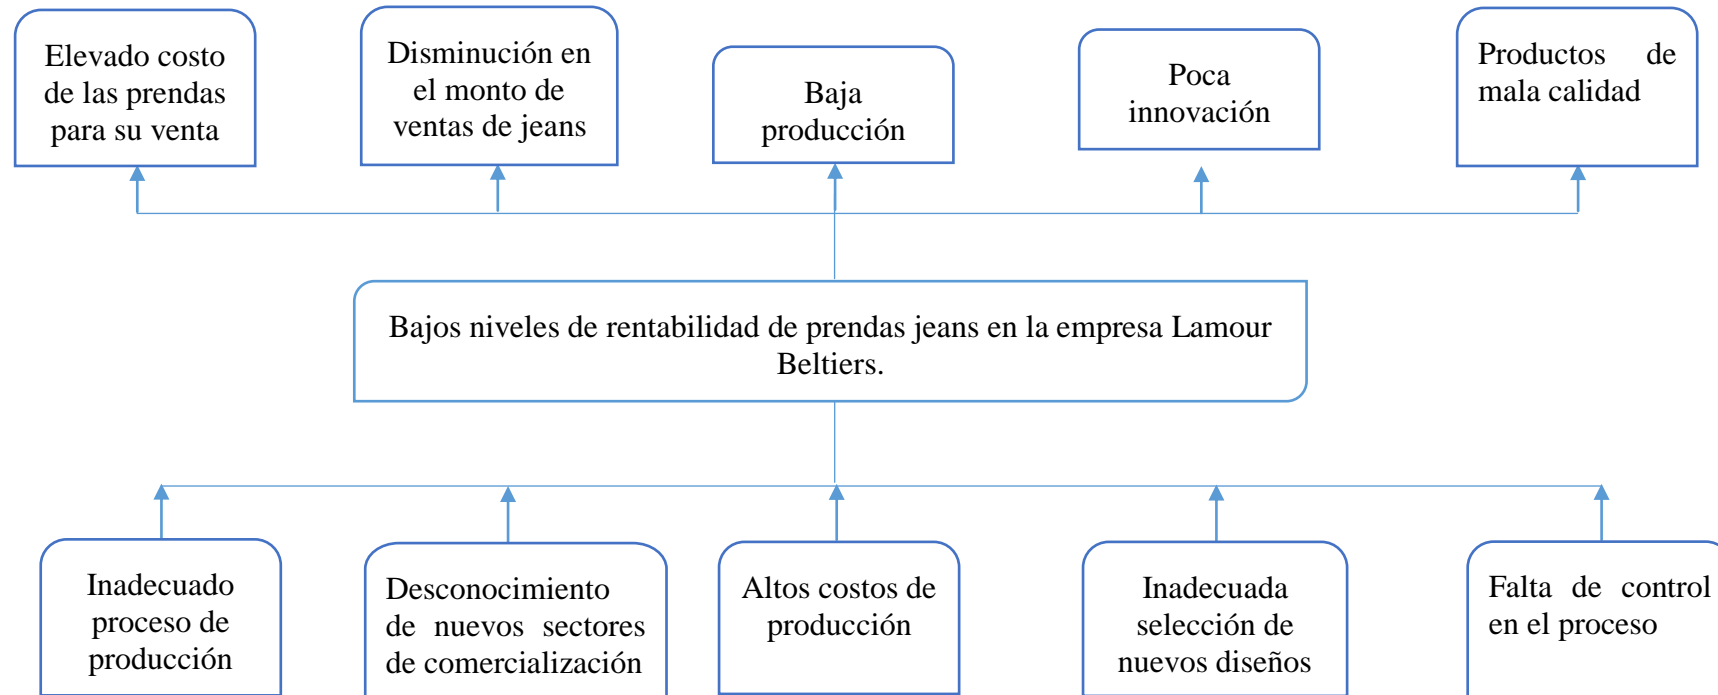 Elevado costo
de las prendas
para su venta
Disminución en
el monto de
ventas de jeans
Baja
producción
Poca
innovación
Productos de
mala calidad
Bajos niveles de rentabilidad de prendas jeans en la empresa Lamour
Beltiers.
Inadecuado
proceso de
producción
Desconocimiento
de nuevos sectores
de comercialización
Altos costos de
producción
Inadecuada
selección de
nuevos diseños
Falta de control
en el proceso